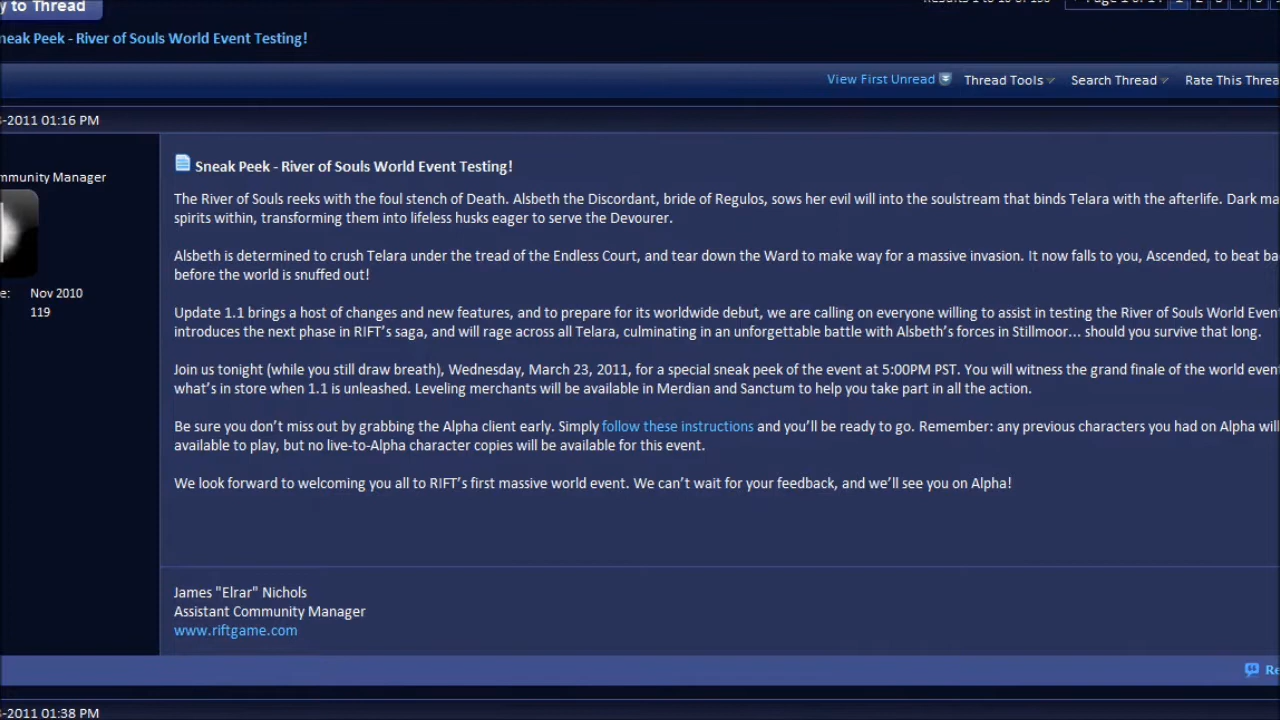 to Thread
Sneak Peek - River of Souls World Event Testing!
View First Unread Thread Tools Search Thread Rate This
-2011 01:16 PM
Manager
Sneak Peek - River of Souls World Event Testing!
The River of Souls reeks with the foul stench of Death. Alsbeth the Discordant, bride of Regulos, sows her evil will into the soulstream that binds Telara with the afterlife. Dark
spirits within, transforming them into lifeless husks eager to serve the Devourer.
Alsbeth is determined to crush Telara under the tread of the Endless Court, and tear down the Ward to make way for a massive invasion. It now falls to you, Ascended, to beat
before the world is snuffed out!
Nov 2010
119
Update 1.1 brings a host of changes and new features, and to prepare for its worldwide debut, we are calling on everyone willing to assist in testing the River of Souls World
introduces the next phase in RIFT's saga, and will rage across all Telara, culminating in an unforgettable battle with Alsbeth's forces in Stillmoor... should you survive that long.
Join us tonight (while you still draw breath), Wednesday, March 23, 2011, for a special sneak peek of the event at 5:00PM PST. You will witness the grand finale of the world
what's in store when 1.1 is unleashed. Leveling merchants will be available in Merdian and Sanctum to help you take part in all the action.
Be sure you don't miss out by grabbing the Alpha client early. Simply follow these instructions and you'll be ready to go. Remember: any previous characters you had on Alpha will
available to play, but no live-to-Alpha character copies will be available for this event.
We look forward to welcoming you all to RIFT's first massive world event. We can't wait for your feedback, and we'll see you on Alpha!
James "Elrar" Nichols
Assistant Community Manager
www.riftgame.com
-2011 01:38 PM